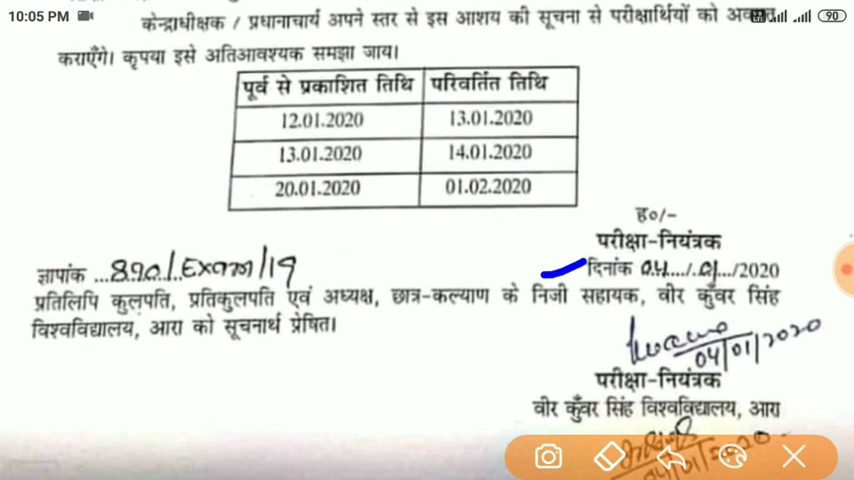 10:05 PM 90
केन्द्राधीक्षक / प्रधानाचार्य अपने स्तर से इस आशय की सूचना से परीक्षार्थियों को अवगत
कराएँगे। कृपया इसे अतिआवश्यक समझा जाय।
पूर्व से प्रकाशित तिथि परिवर्तित तिथि
12.01.2020 13.01.2020
13.01.2020 14.01.2020
20.01.2020 01.02.2020
ह०/-
परीक्षा-नियंत्रक
ज्ञापांक ...890/.Exam/19 दिनांक 04.../.01.../2020
प्रतिलिपि कुलपति, प्रतिकुलपति एवं अध्यक्ष, छात्र-कल्याण के निजी सहायक, वीर कुँवर सिंह
विश्वविद्यालय, आरा को सूचनार्थ प्रेषित।
04/01/2020
परीक्षा-नियंत्रक
वीर कुँवर सिंह विश्वविद्यालय, आरा